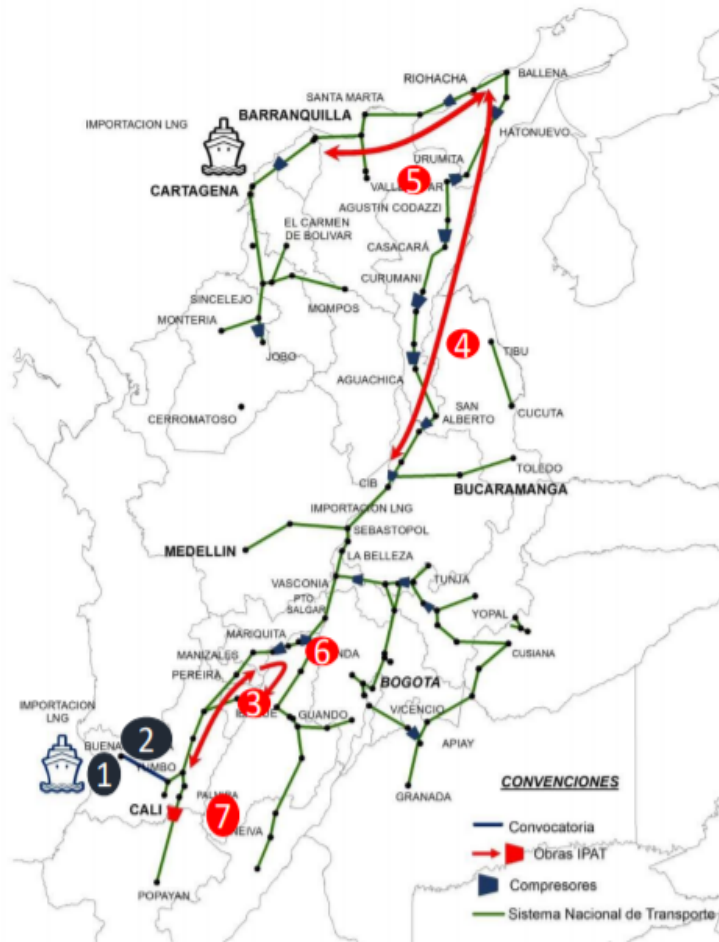 BALLENA
RIOHACHA
SANTA MARTA
BARRANQUILLA
IMPORTACION LNG
HATONUEVO
URUMITA
5
CARTAGENA
AGUSTIN CODAZZI
EL CARMEN
DE BOLIVAR
CASACARÁ
CURUMANI
SINCELEJO
MOMPOS
MONTERIA
4
TIBU
JOBO
AGUACHICA
CERROMATOSO
SAN
ALBERTO
CUCUTA
TOLEDO
CIB
BUCARAMANGA
IMPORTACION LNG
SEBASTOPOL
MEDELLIN
LA BELLEZA
VASCONIA
TUNJA
PTO
SALGAR
YOPAL
MARIQUITA
6
MANIZALES
CUSIANA
PEREIRA
BOGOTA
3
IMPORTACION
LNG
GUANDO
VICENCIO
2
APIAY
1
GRANADA
CALI
7
NEIVA
POPAYAN
CONVENCIONES
Convocatoria
Obras IPAT
Compresores
Sistema Nacional de Transporte